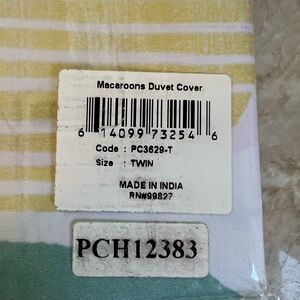 Macaroons Duvet Cover
6 14099 73254 6
Code : PC3629-T
Size : TWIN
MADE IN INDIA
RN#99827
PCH12383